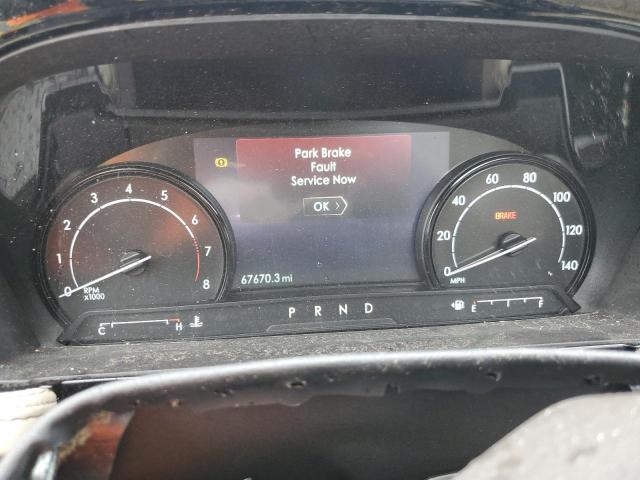 Park Brake
Fault
Service Now
OK >
67670.3 mi
0 1 2 3 4 5 6 7 8
RPM
x1000
0 20 40 60 80 100 120 140
MPH
BRAKE
C H
P R N D
E F